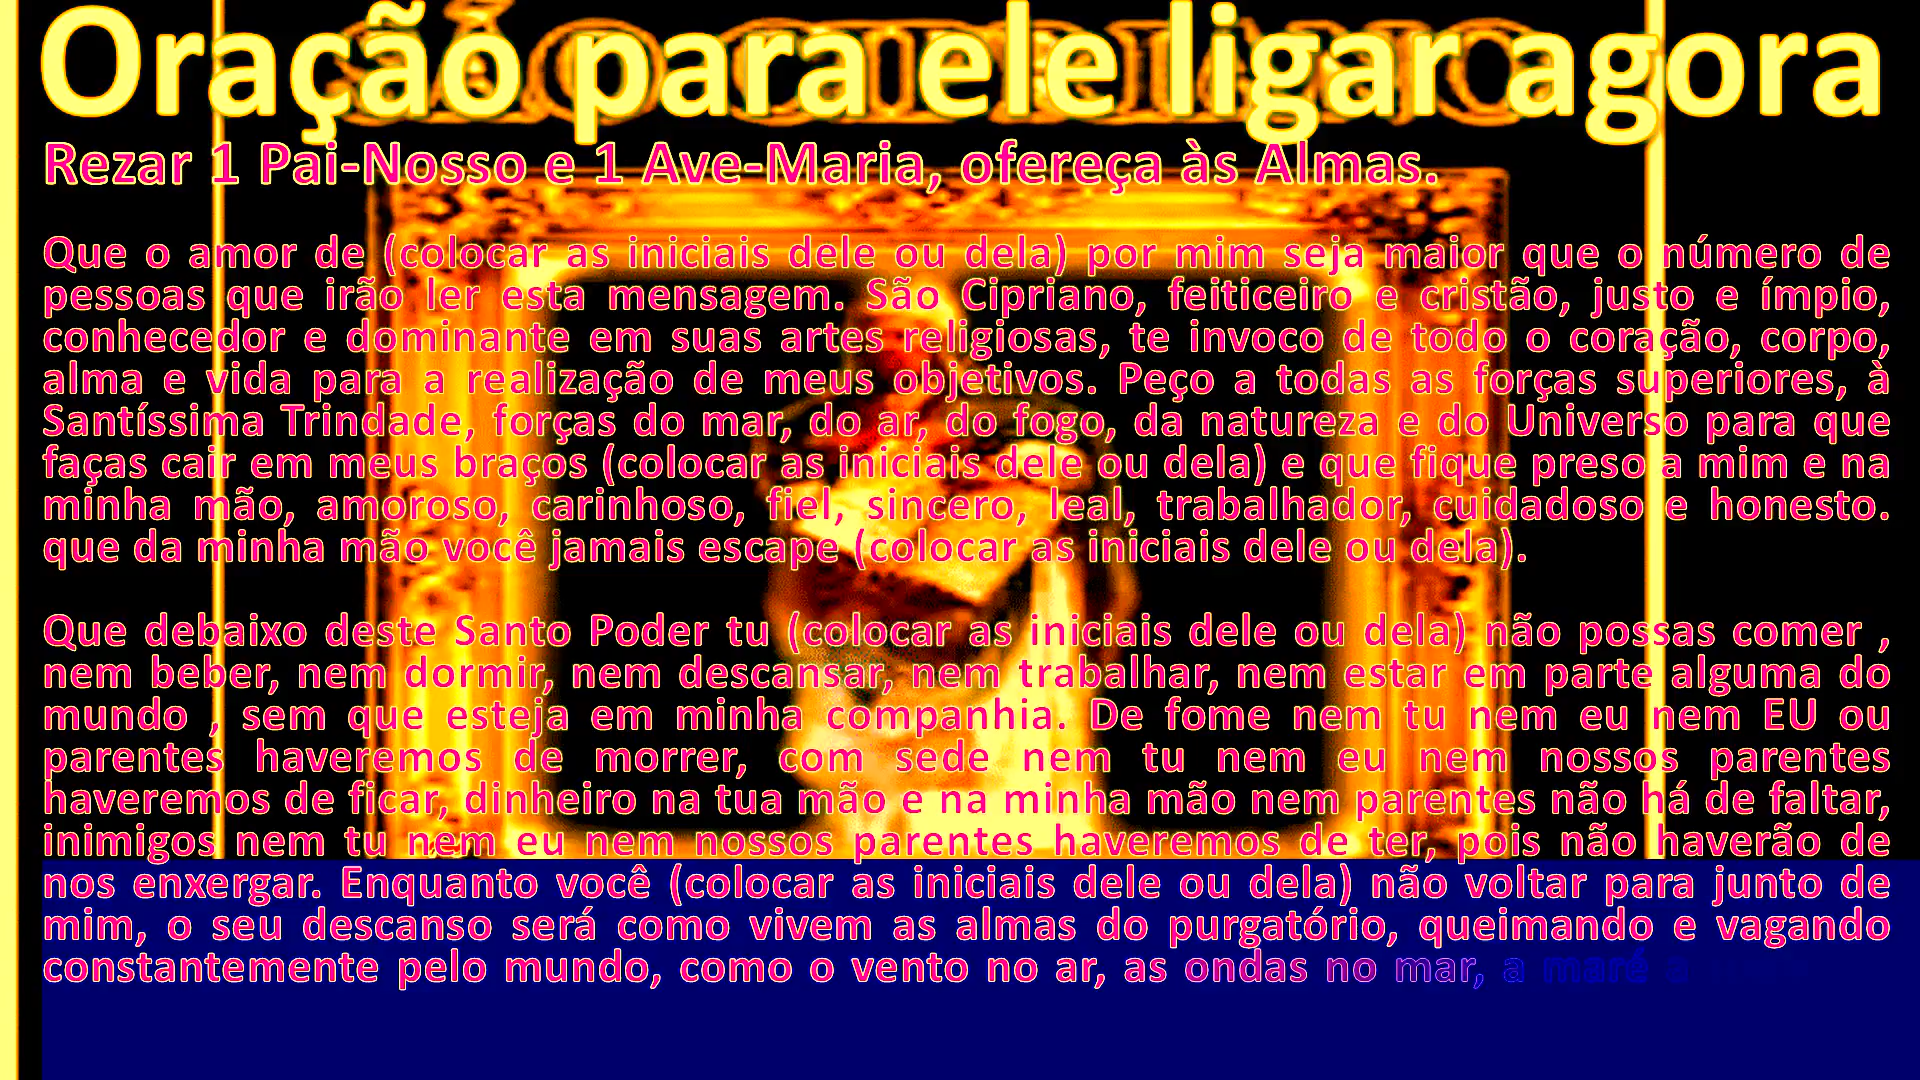 Oração para ele ligar agora
Rezar 1 Pai-Nosso e 1 Ave-Maria, ofereça às Almas.
Que o amor de (colocar as iniciais dele ou dela) por mim seja maior que o número de
pessoas que irão ler esta mensagem. São Cipriano, feiticeiro e cristão, justo e ímpio,
conhecedor e dominante em suas artes religiosas, te invoco de todo o coração, corpo,
alma e vida para a realização de meus objetivos. Peço a todas as forças superiores, à
Santíssima Trindade, forças do mar, do ar, do fogo, da natureza e do Universo para que
faças cair em meus braços (colocar as iniciais dele ou dela) e que fique preso a mim e na
minha mão, amoroso, carinhoso, fiel, sincero, leal, trabalhador, cuidadoso e honesto.
que da minha mão você jamais escape (colocar as iniciais dele ou dela).
Que debaixo deste Santo Poder tu (colocar as iniciais dele ou dela) não possas comer ,
nem beber, nem dormir, nem descansar, nem trabalhar, nem estar em parte alguma do
mundo , sem que esteja em minha companhia. De fome nem tu nem eu nem EU ou
parentes haveremos de morrer, com sede nem tu nem eu nem nossos parentes
haveremos de ficar, dinheiro na tua mão e na minha mão nem parentes não há de faltar,
inimigos nem tu nem eu nem nossos parentes haveremos de ter, pois não haverão de
nos enxergar. Enquanto você (colocar as iniciais dele ou dela) não voltar para junto de
mim, o seu descanso será como vivem as almas do purgatório, queimando e vagando
constantemente pelo mundo, como o vento no ar, as ondas no mar, a maré a